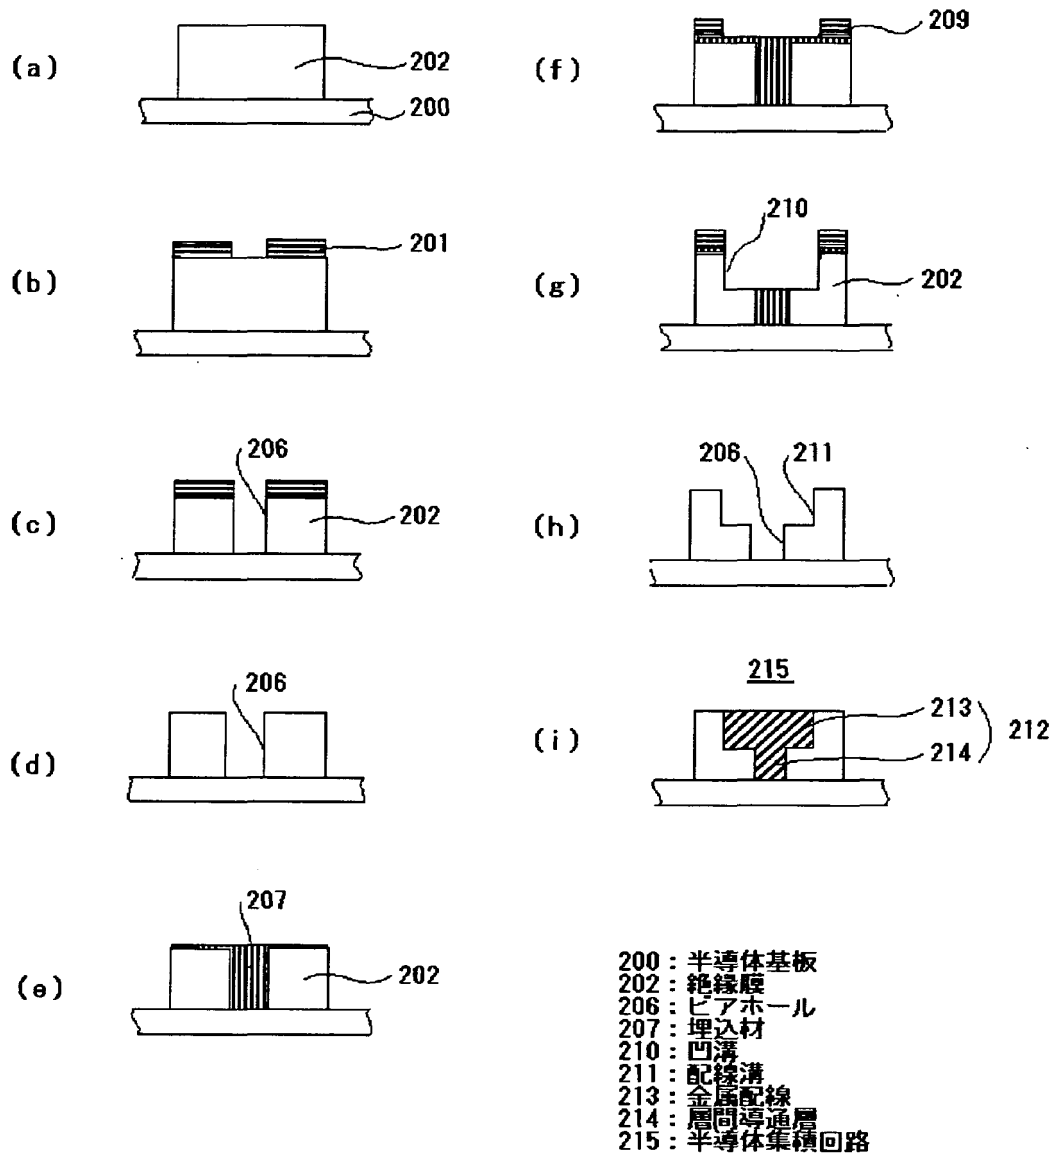 (a)
202
200
(b)
201
(c)
206
202
(d)
206
(e)
207
202
(f)
209
(g)
210
202
(h)
206
211
(i)
215
213
214
212
200：半導体基板
202：絶縁膜
206：ビアホール
207：埋込材
210：凹溝
211：配線溝
213：金属配線
214：層間導通層
215：半導体集積回路